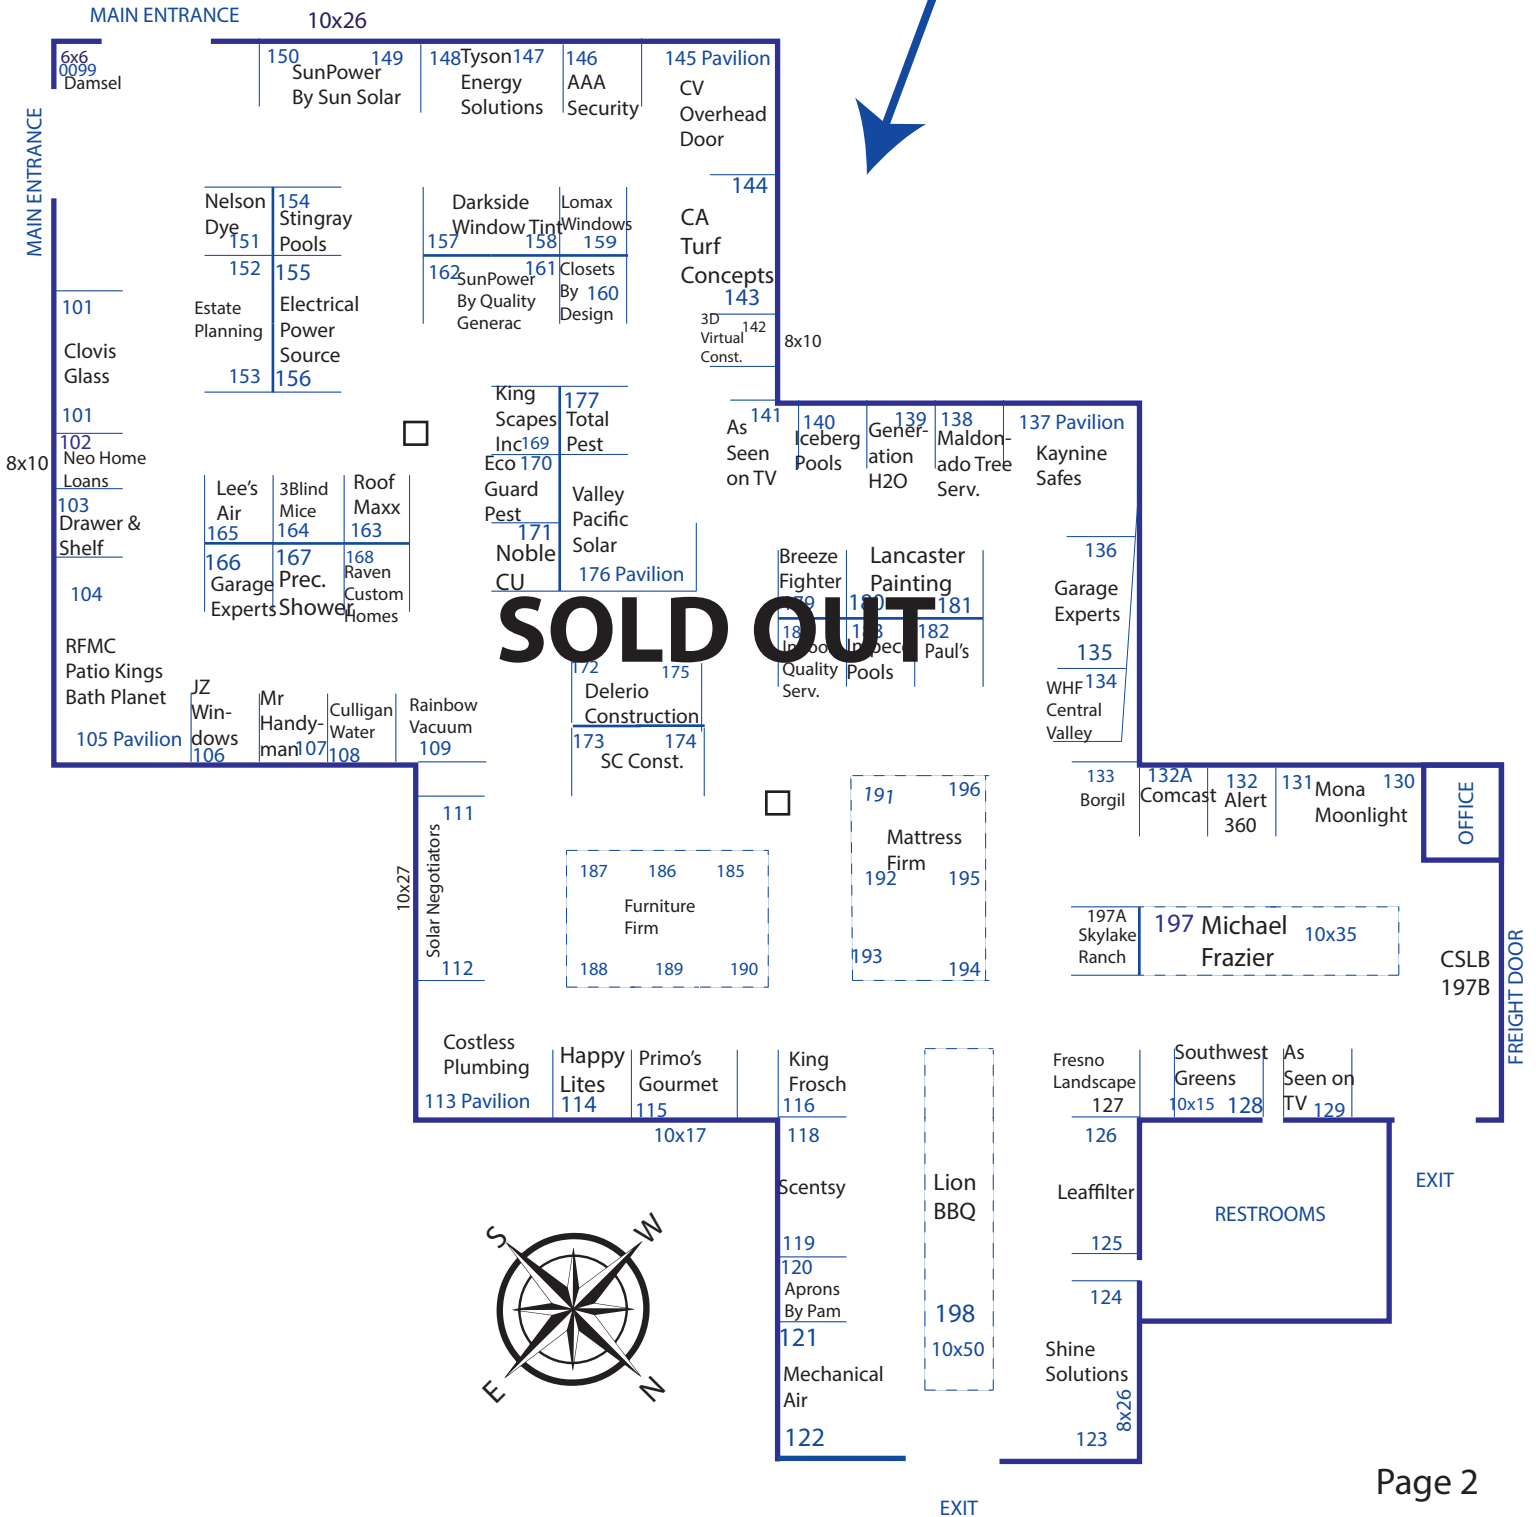 MAIN ENTRANCE
10x26
MAIN ENTRANCE
6x6
0099
Damsel
150
149
SunPower
By Sun Solar
148
Tyson
147
Energy
Solutions
146
AAA
Security
145 Pavilion
CV
Overhead
Door
144
CA
Turf
Concepts
143
3D
Virtual
Const.
142
8x10
Nelson
Dye
151
154
Stingray
Pools
152
Estate
Planning
153
155
Electrical
Power
Source
156
Darkside
Window Tint
157
158
Lomax
Windows
159
162
SunPower
By Quality
Generac
161
Closets
By
Design
160
101
Clovis
Glass
101
102
Neo Home
Loans
8x10
103
Drawer &
Shelf
104
RFMC
Patio Kings
Bath Planet
105 Pavilion
King
Scapes
Inc
169
177
Total
Pest
Eco
170
Guard
Pest
171
Noble
CU
Valley
Pacific
Solar
176 Pavilion
As
Seen
on TV
141
140
Iceberg
Pools
139
Gener-
ation
H2O
138
Maldon-
ado Tree
Serv.
137 Pavilion
Kaynine
Safes
Lee's
Air
165
3Blind
Mice
164
Roof
Maxx
163
166
Garage
Experts
167
Prec.
Shower
168
Raven
Custom
Homes
136
Garage
Experts
135
WHF
134
Central
Valley
Breeze
Fighter
179
Lancaster
Painting
180
181
SOLD OUT
183
182
Pools
Quality
Serv.
Paul's
JZ
Win-
dows
106
Mr
Handy-
man
107
Culligan
Water
108
Rainbow
Vacuum
109
172
175
Delerio
Construction
173
174
SC Const.
133
Borgil
132A
Comcast
132
Alert
360
131
Mona
Moonlight
130
OFFICE
111
Solar Negotiators
10x27
112
187
186
185
Furniture
Firm
188
189
190
191
196
Mattress
Firm
192
195
193
194
197A
Skylake
Ranch
197
Michael
Frazier
10x35
CSLB
197B
FREIGHT DOOR
Costless
Plumbing
113 Pavilion
Happy
Lites
114
Primo's
Gourmet
115
10x17
King
Frosch
116
118
Scentsy
119
120
Aprons
By Pam
121
Mechanical
Air
122
Lion
BBQ
198
10x50
Fresno
Landscape
127
Southwest
Greens
10x15
128
As
Seen on
TV
129
126
Leaffilter
125
124
Shine
Solutions
8x26
123
RESTROOMS
EXIT
S
W
E
N
EXIT
Page 2